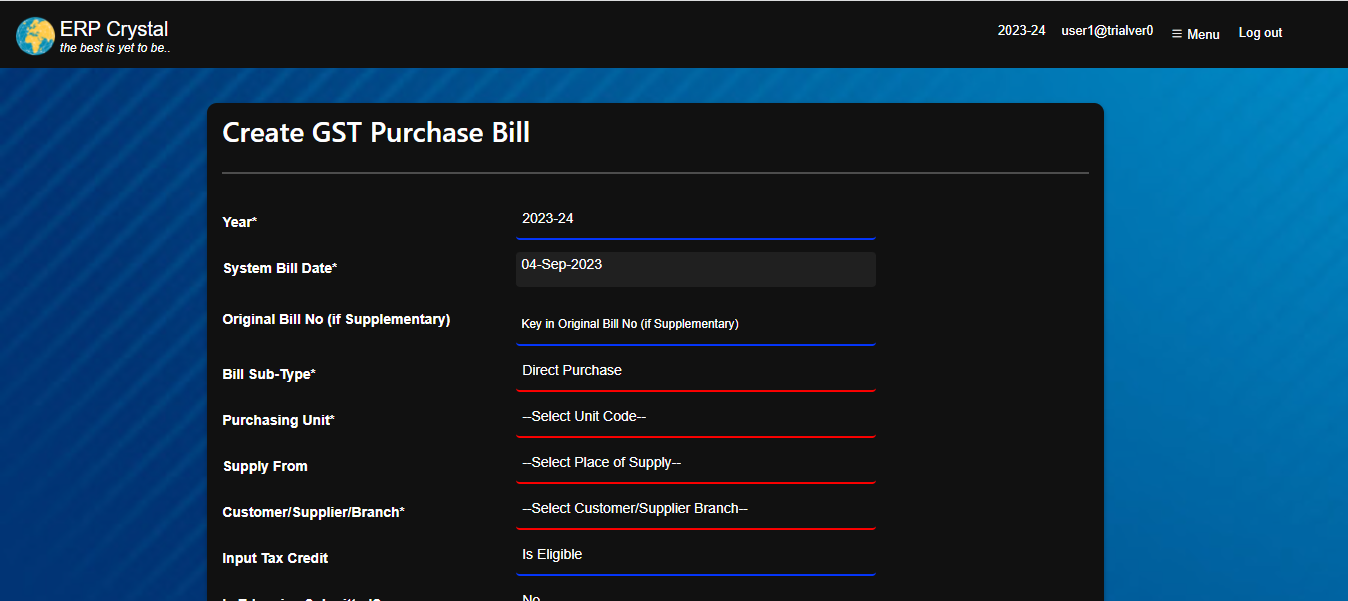 ERP Crystal
the best is yet to be..
2023-24
user1@trialver0
☰ Menu
Log out
Create GST Purchase Bill
Year*
2023-24
System Bill Date*
04-Sep-2023
Original Bill No (if Supplementary)
Key in Original Bill No (if Supplementary)
Bill Sub-Type*
Direct Purchase
Purchasing Unit*
--Select Unit Code--
Supply From
--Select Place of Supply--
Customer/Supplier/Branch*
--Select Customer/Supplier Branch--
Input Tax Credit
Is Eligible
No